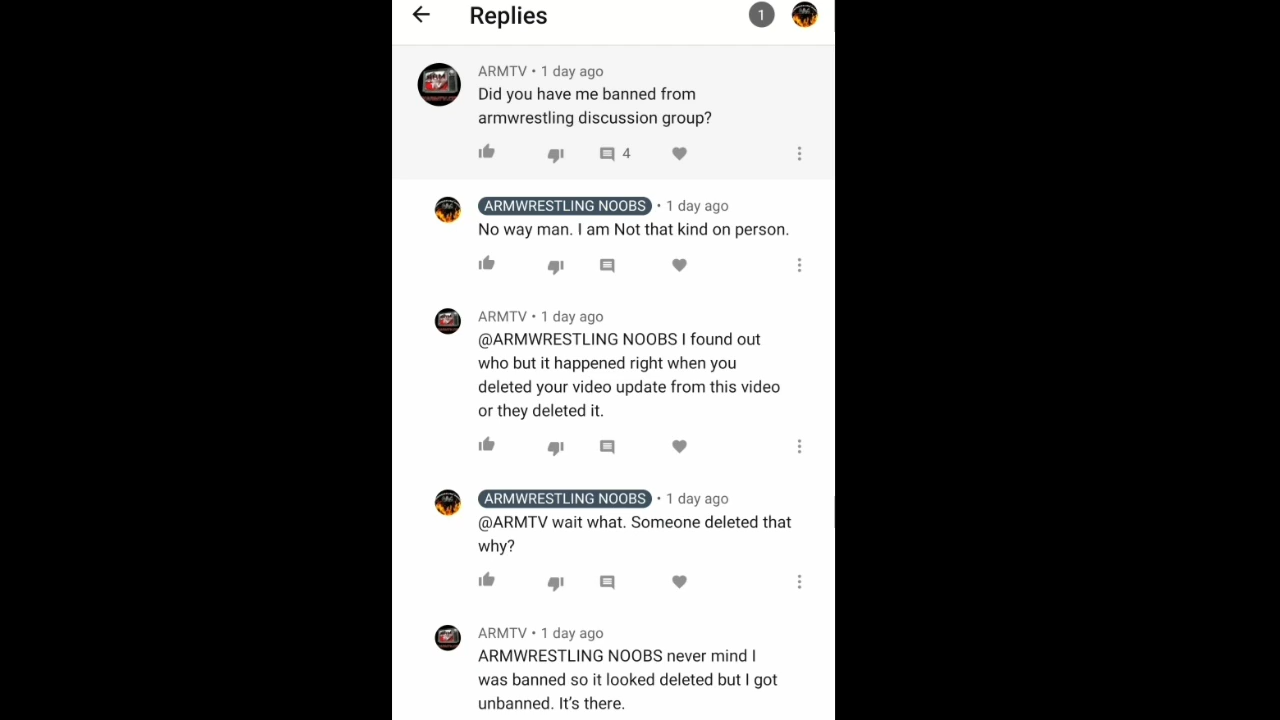 Replies
1
ARMTV • 1 day ago
Did you have me banned from
armwrestling discussion group?
4
ARMWRESTLING NOOBS • 1 day ago
No way man. I am Not that kind on person.
ARMTV • 1 day ago
@ARMWRESTLING NOOBS I found out
who but it happened right when you
deleted your video update from this video
or they deleted it.
ARMWRESTLING NOOBS • 1 day ago
@ARMTV wait what. Someone deleted that
why?
ARMTV • 1 day ago
ARMWRESTLING NOOBS never mind I
was banned so it looked deleted but I got
unbanned. It’s there.